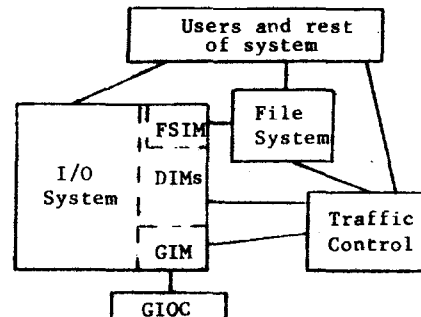 Users and rest
of system
FSIM
File
System
I/O
System
DIMs
Traffic
Control
GIM
GIOC